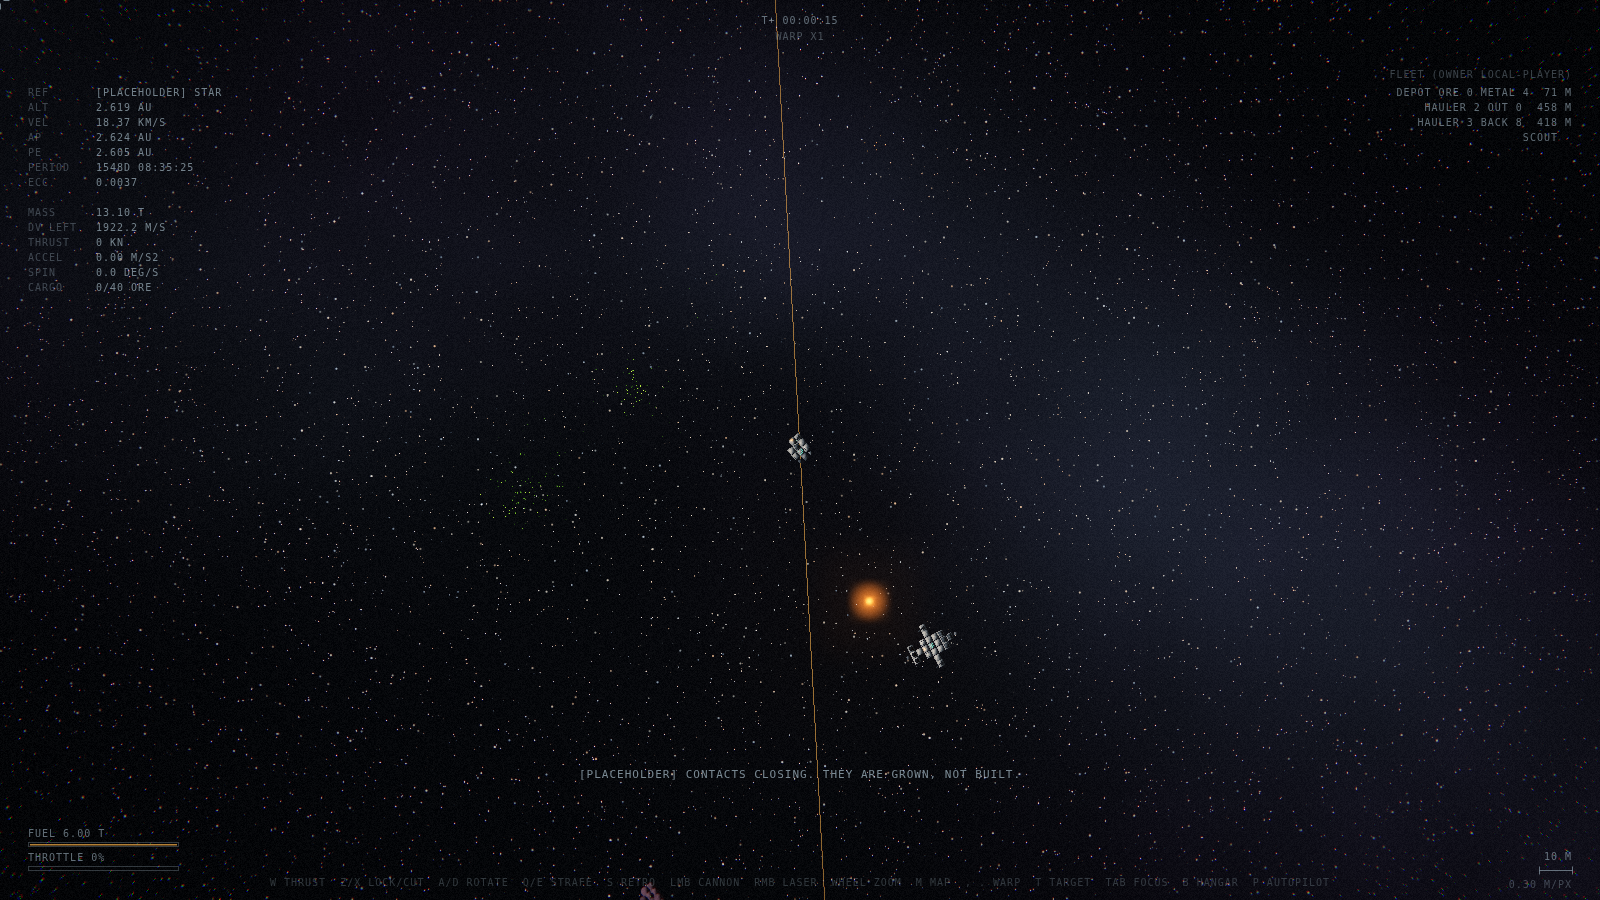 T+ 00:00:15
WARP X1
REF [PLACEHOLDER] STAR
ALT 2.619 AU
VEL 18.37 KM/S
AP 2.624 AU
PE 2.605 AU
PERIOD 1548D 08:35:25
ECC 0.0037
MASS 13.10 T
DV LEFT 1922.2 M/S
THRUST 0 KN
ACCEL 0.00 M/S2
SPIN 0.0 DEG/S
CARGO 0/40 ORE
FLEET (OWNER LOCAL-PLAYER)
DEPOT ORE 0 METAL 4 71 M
HAULER 2 OUT 0 458 M
HAULER 3 BACK 8 418 M
SCOUT
[PLACEHOLDER] CONTACTS CLOSING. THEY ARE GROWN, NOT BUILT.
FUEL 6.00 T
THROTTLE 0%
W THRUST Z/X LOCK/CUT A/D ROTATE Q/E STRAFE S RETRO LMB CANNON RMB LASER WHEEL ZOOM M MAP , . WARP T TARGET TAB FOCUS B HANGAR P AUTOPILOT
10 M
0.30 M/PX